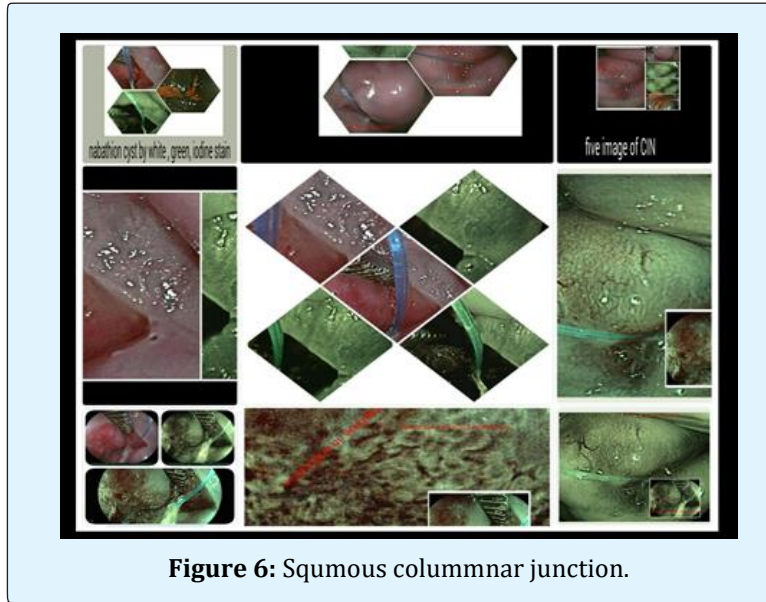 nabathion cyst by white , green, iodine stain
five image of CIN
Figure 6: Squmous colummnar junction.